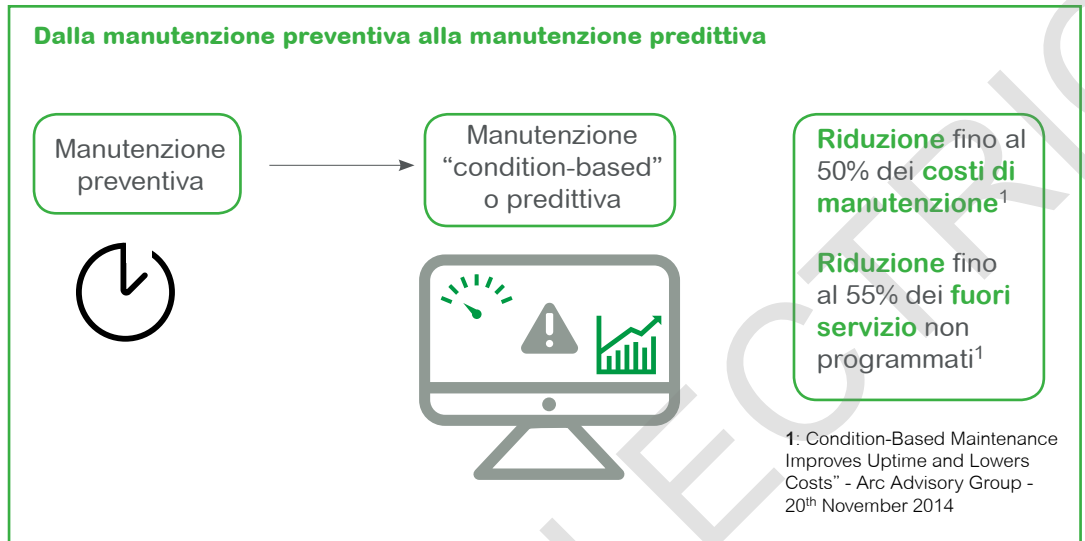 Dalla manutenzione preventiva alla manutenzione predittiva
Manutenzione
preventiva
Manutenzione
“condition-based”
o predittiva
Riduzione fino al
50% dei costi di
manutenzione¹
Riduzione fino
al 55% dei fuori
servizio non
programmati¹
1: Condition-Based Maintenance
Improves Uptime and Lowers
Costs” - Arc Advisory Group -
20th November 2014